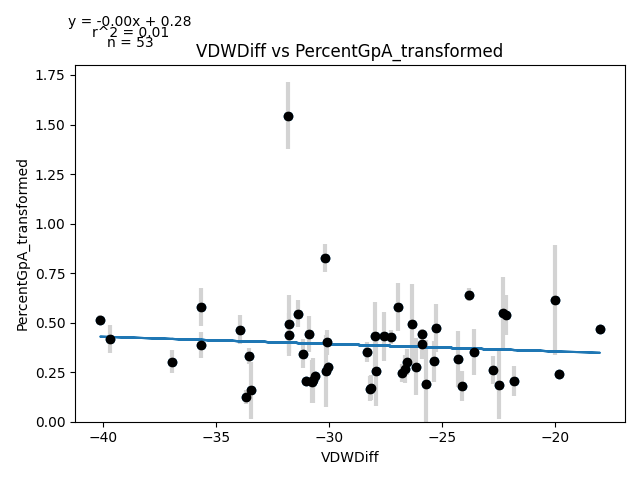 y = -0.00x + 0.28
r^2 = 0.01
n = 53
VDWDiff vs PercentGpA_transformed
1.75
1.50
1.25
1.00
0.75
0.50
0.25
0.00
PercentGpA_transformed
−40
−35
−30
−25
−20
VDWDiff